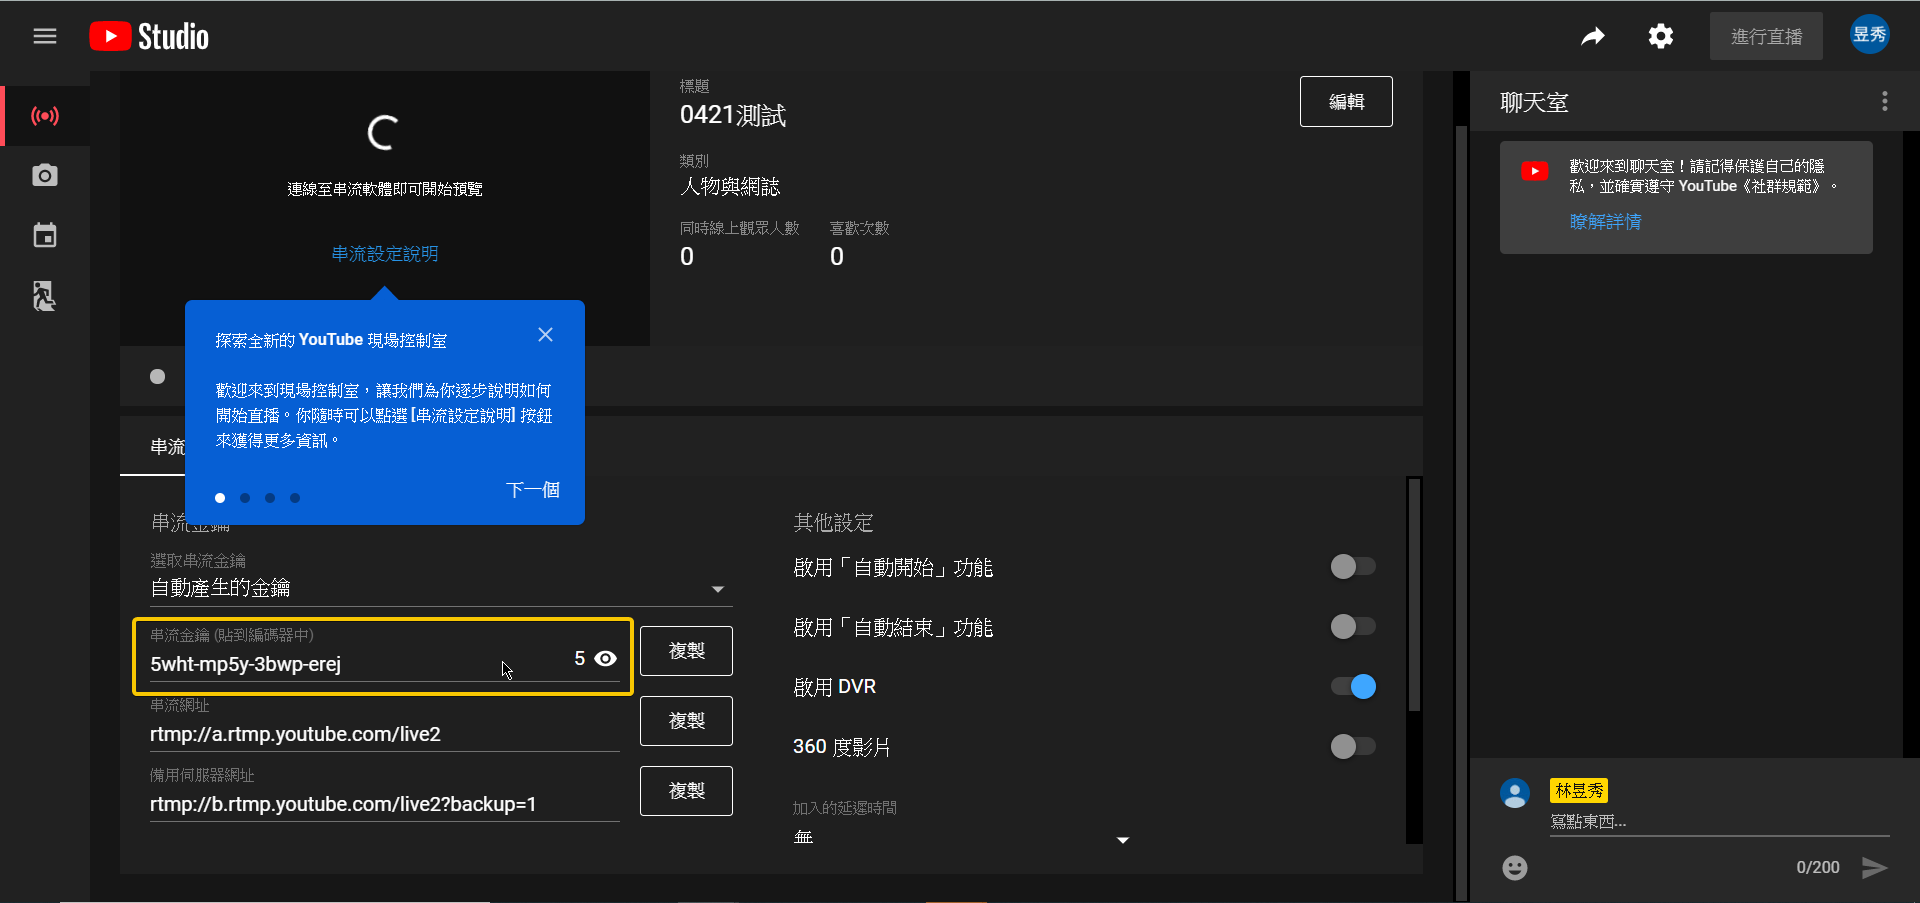 Studio
進行直播
昱秀
連線至串流軟體即可開始預覽
串流設定說明
標題
0421測試
編輯
類別
人物與網誌
同時線上觀眾人數
喜歡次數
0
0
探索全新的 YouTube 現場控制室
歡迎來到現場控制室，讓我們為你逐步說明如何
開始直播。你隨時可以點選 [串流設定說明] 按鈕
來獲得更多資訊。
下一個
串流
串流金鑰
選取串流金鑰
自動產生的金鑰
串流金鑰 (貼到編碼器中)
5wht-mp5y-3bwp-erej
5
複製
串流網址
rtmp://a.rtmp.youtube.com/live2
複製
備用伺服器網址
rtmp://b.rtmp.youtube.com/live2?backup=1
複製
其他設定
啟用「自動開始」功能
啟用「自動結束」功能
啟用 DVR
360 度影片
加入的延遲時間
無
聊天室
歡迎來到聊天室！請記得保護自己的隱
私，並確實遵守 YouTube《社群規範》。
瞭解詳情
林昱秀
寫點東西...
0/200